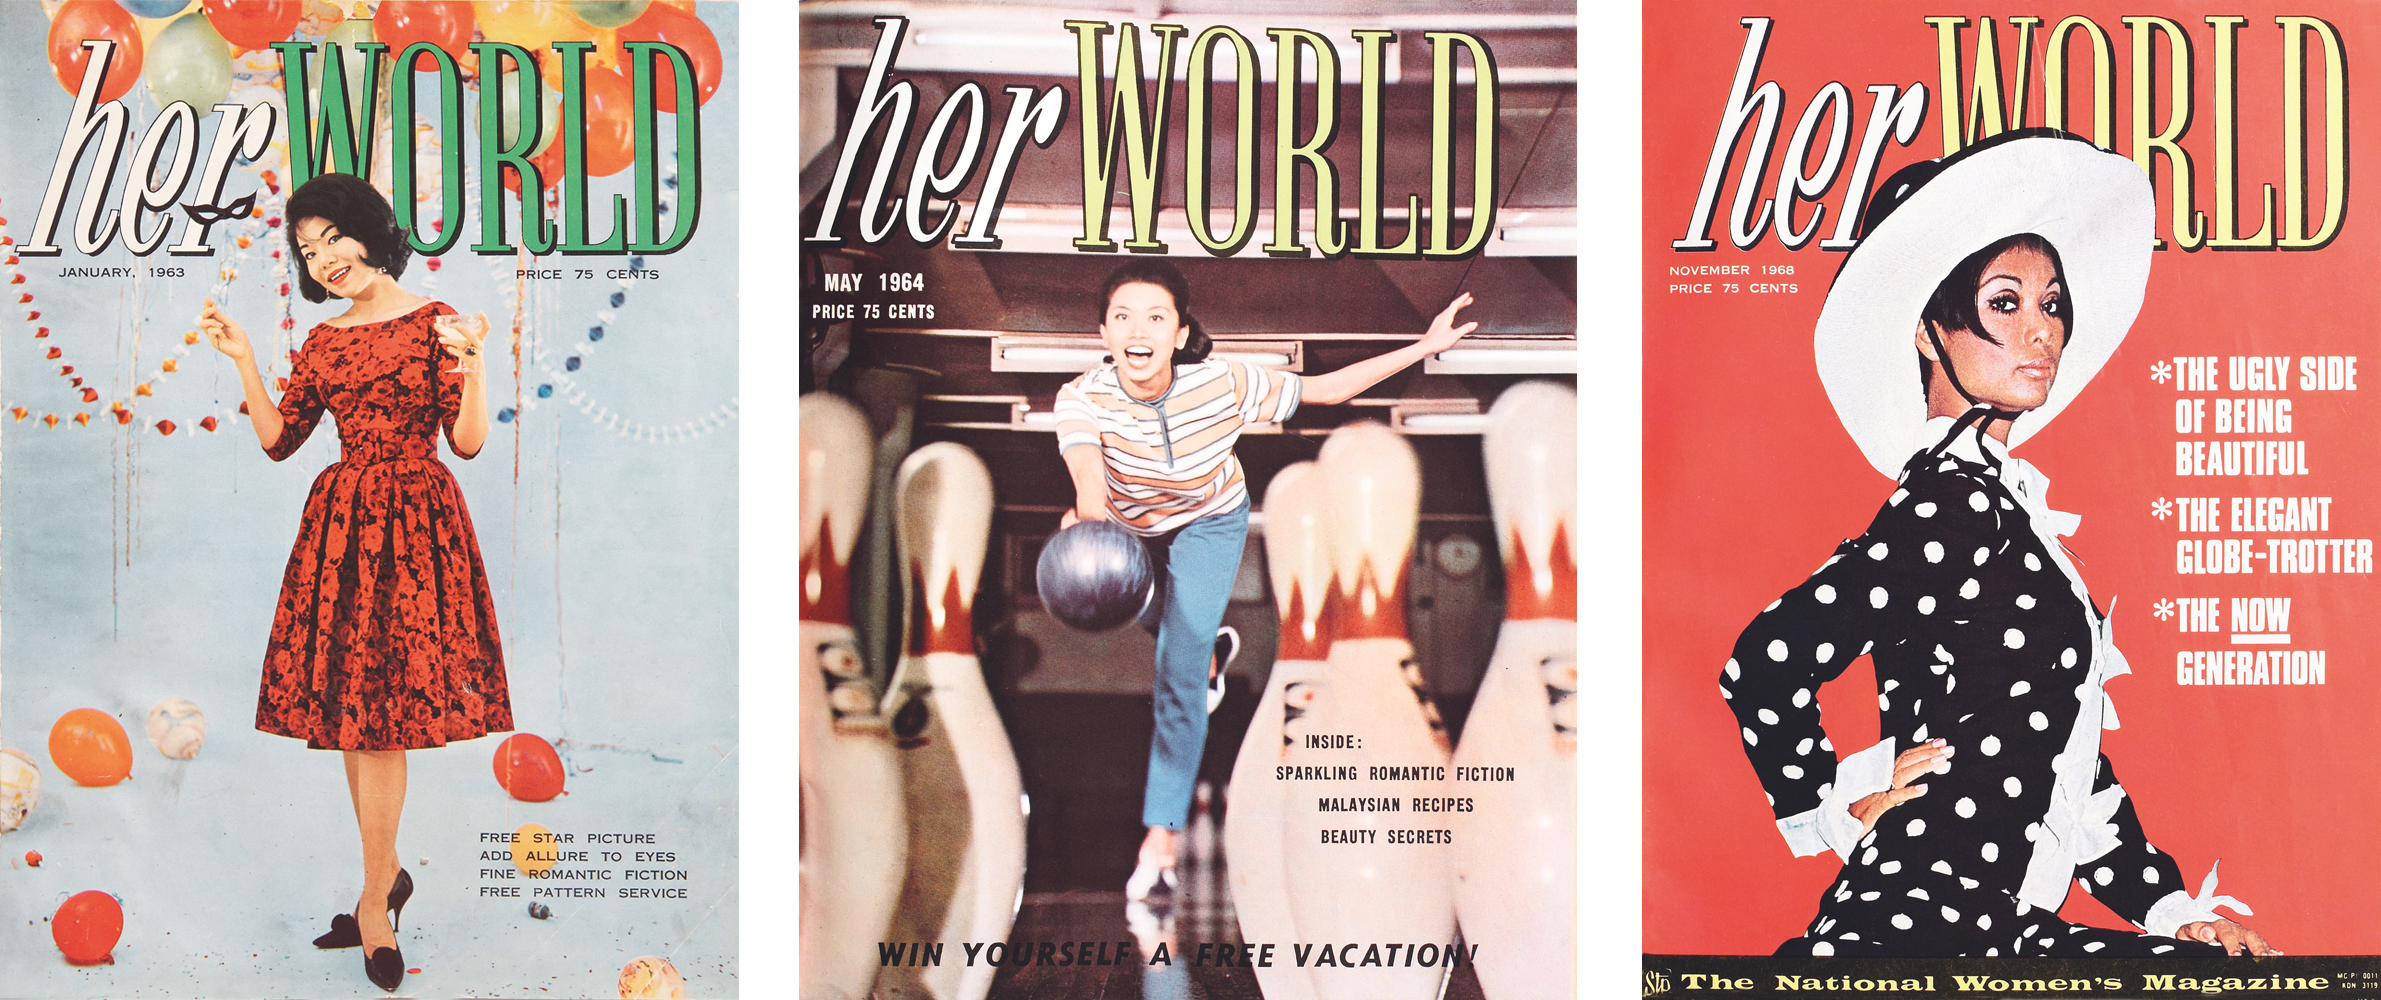 her WORLD
JANUARY, 1963
PRICE 75 CENTS
FREE STAR PICTURE
ADD ALLURE TO EYES
FINE ROMANTIC FICTION
FREE PATTERN SERVICE
her WORLD
MAY 1964
PRICE 75 CENTS
INSIDE:
SPARKLING ROMANTIC FICTION
MALAYSIAN RECIPES
BEAUTY SECRETS
WIN YOURSELF A FREE VACATION!
her WORLD
NOVEMBER 1968
PRICE 75 CENTS
*THE UGLY SIDE
OF BEING
BEAUTIFUL
*THE ELEGANT
GLOBE-TROTTER
*THE NOW
GENERATION
The National Women's Magazine
KDN 3119